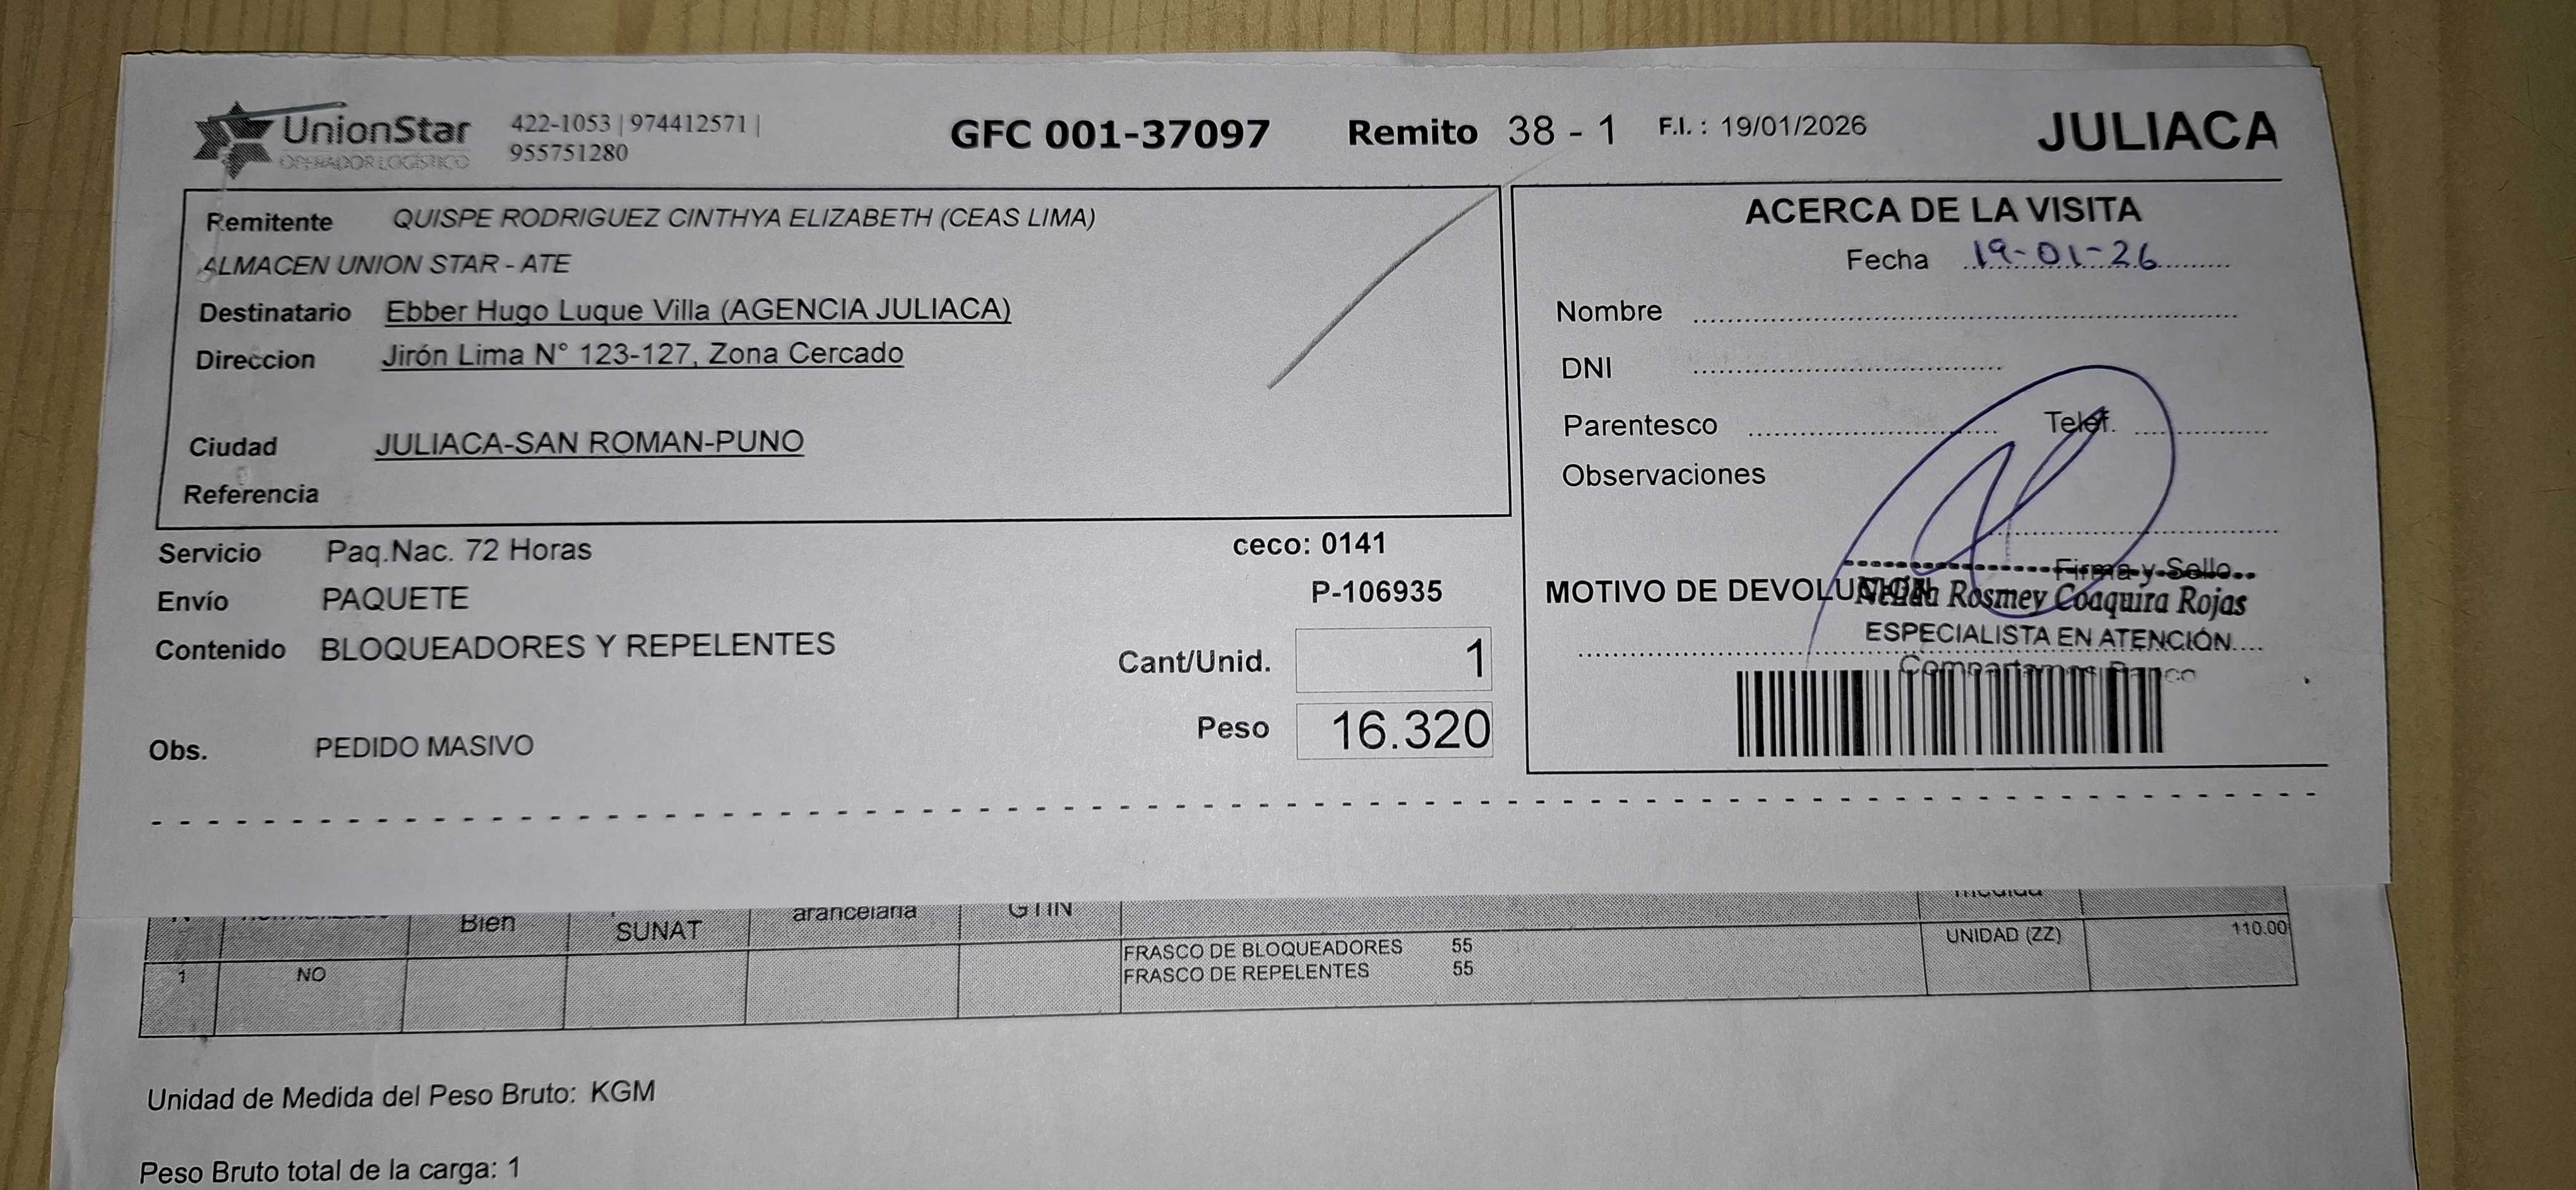 UnionStar
OPERADOR LOGÍSTICO
422-1053 | 974412571 |
955751280
GFC 001-37097 Remito 38 - 1 F.I. : 19/01/2026 JULIACA
Remitente QUISPE RODRIGUEZ CINTHYA ELIZABETH (CEAS LIMA)
ALMACEN UNION STAR - ATE
Destinatario Ebber Hugo Luque Villa (AGENCIA JULIACA)
Direccion Jirón Lima N° 123-127, Zona Cercado
Ciudad JULIACA-SAN ROMAN-PUNO
Referencia
Servicio Paq.Nac. 72 Horas ceco: 0141
Envío PAQUETE P-106935
Contenido BLOQUEADORES Y REPELENTES
Cant/Unid. 1
Peso 16.320
Obs. PEDIDO MASIVO
ACERCA DE LA VISITA
Fecha 19-01-26
Nombre
DNI
Parentesco Teléf.
Observaciones
Firma y Sello
MOTIVO DE DEVOLUCION
Rosmey Coaquira Rojas
ESPECIALISTA EN ATENCIÓN
Compartamos Banco
Bien SUNAT arancelaria GTIN medida
1 NO FRASCO DE BLOQUEADORES 55 UNIDAD (ZZ) 110.00
FRASCO DE REPELENTES 55
Unidad de Medida del Peso Bruto: KGM
Peso Bruto total de la carga: 1